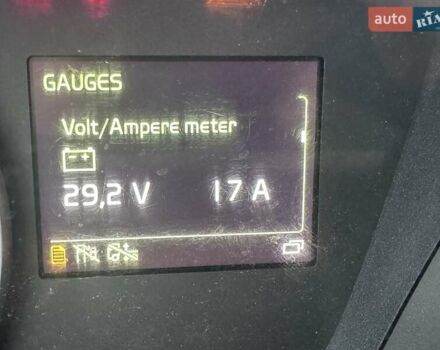 auto RIA
GAUGES
Volt/Ampere meter
29,2 V 17 A